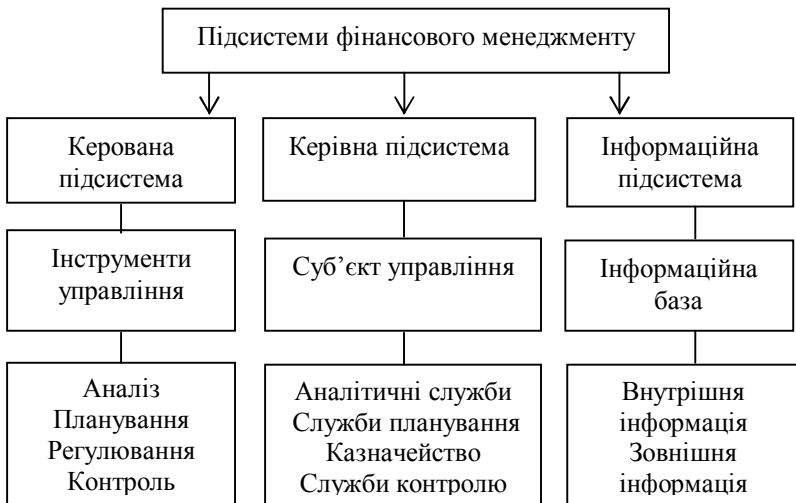 Підсистеми фінансового менеджменту
Керована
підсистема
Керівна підсистема
Інформаційна
підсистема
Інструменти
управління
Суб’єкт управління
Інформаційна
база
Аналіз
Планування
Регулювання
Контроль
Аналітичні служби
Служби планування
Казначейство
Служби контролю
Внутрішня
інформація
Зовнішня
інформація